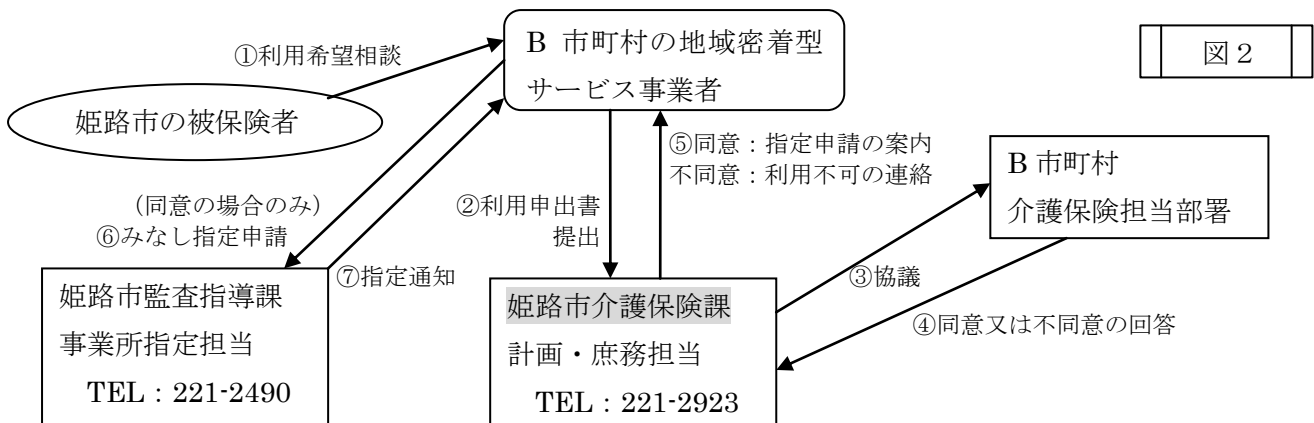 図２
①利用希望相談
B 市町村の地域密着型
サービス事業者
姫路市の被保険者
⑤同意：指定申請の案内
不同意：利用不可の連絡
B 市町村
介護保険担当部署
（同意の場合のみ）
⑥みなし指定申請
②利用申出書
提出
⑦指定通知
③協議
④同意又は不同意の回答
姫路市監査指導課
事業所指定担当
TEL：221-2490
姫路市介護保険課
計画・庶務担当
TEL：221-2923